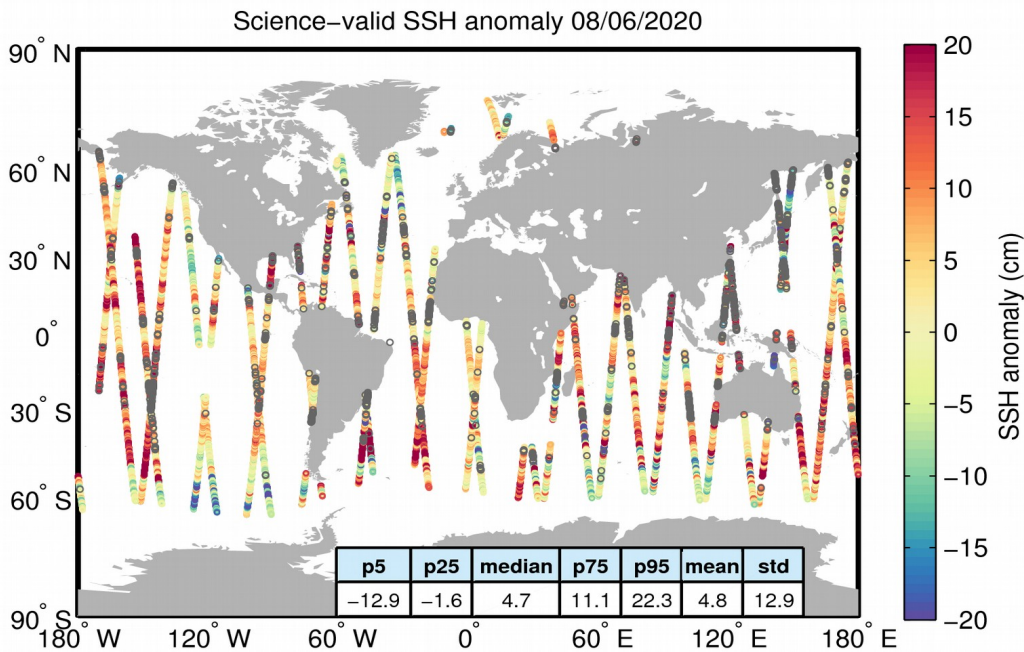 Science−valid SSH anomaly 08/06/2020
90° N
60° N
30° N
0°
30° S
60° S
90° S
180° W
120° W
60° W
0°
60° E
120° E
180° E
p5 p25 median p75 p95 mean std
−12.9 −1.6 4.7 11.1 22.3 4.8 12.9
20
15
10
5
0
−5
−10
−15
−20
SSH anomaly (cm)